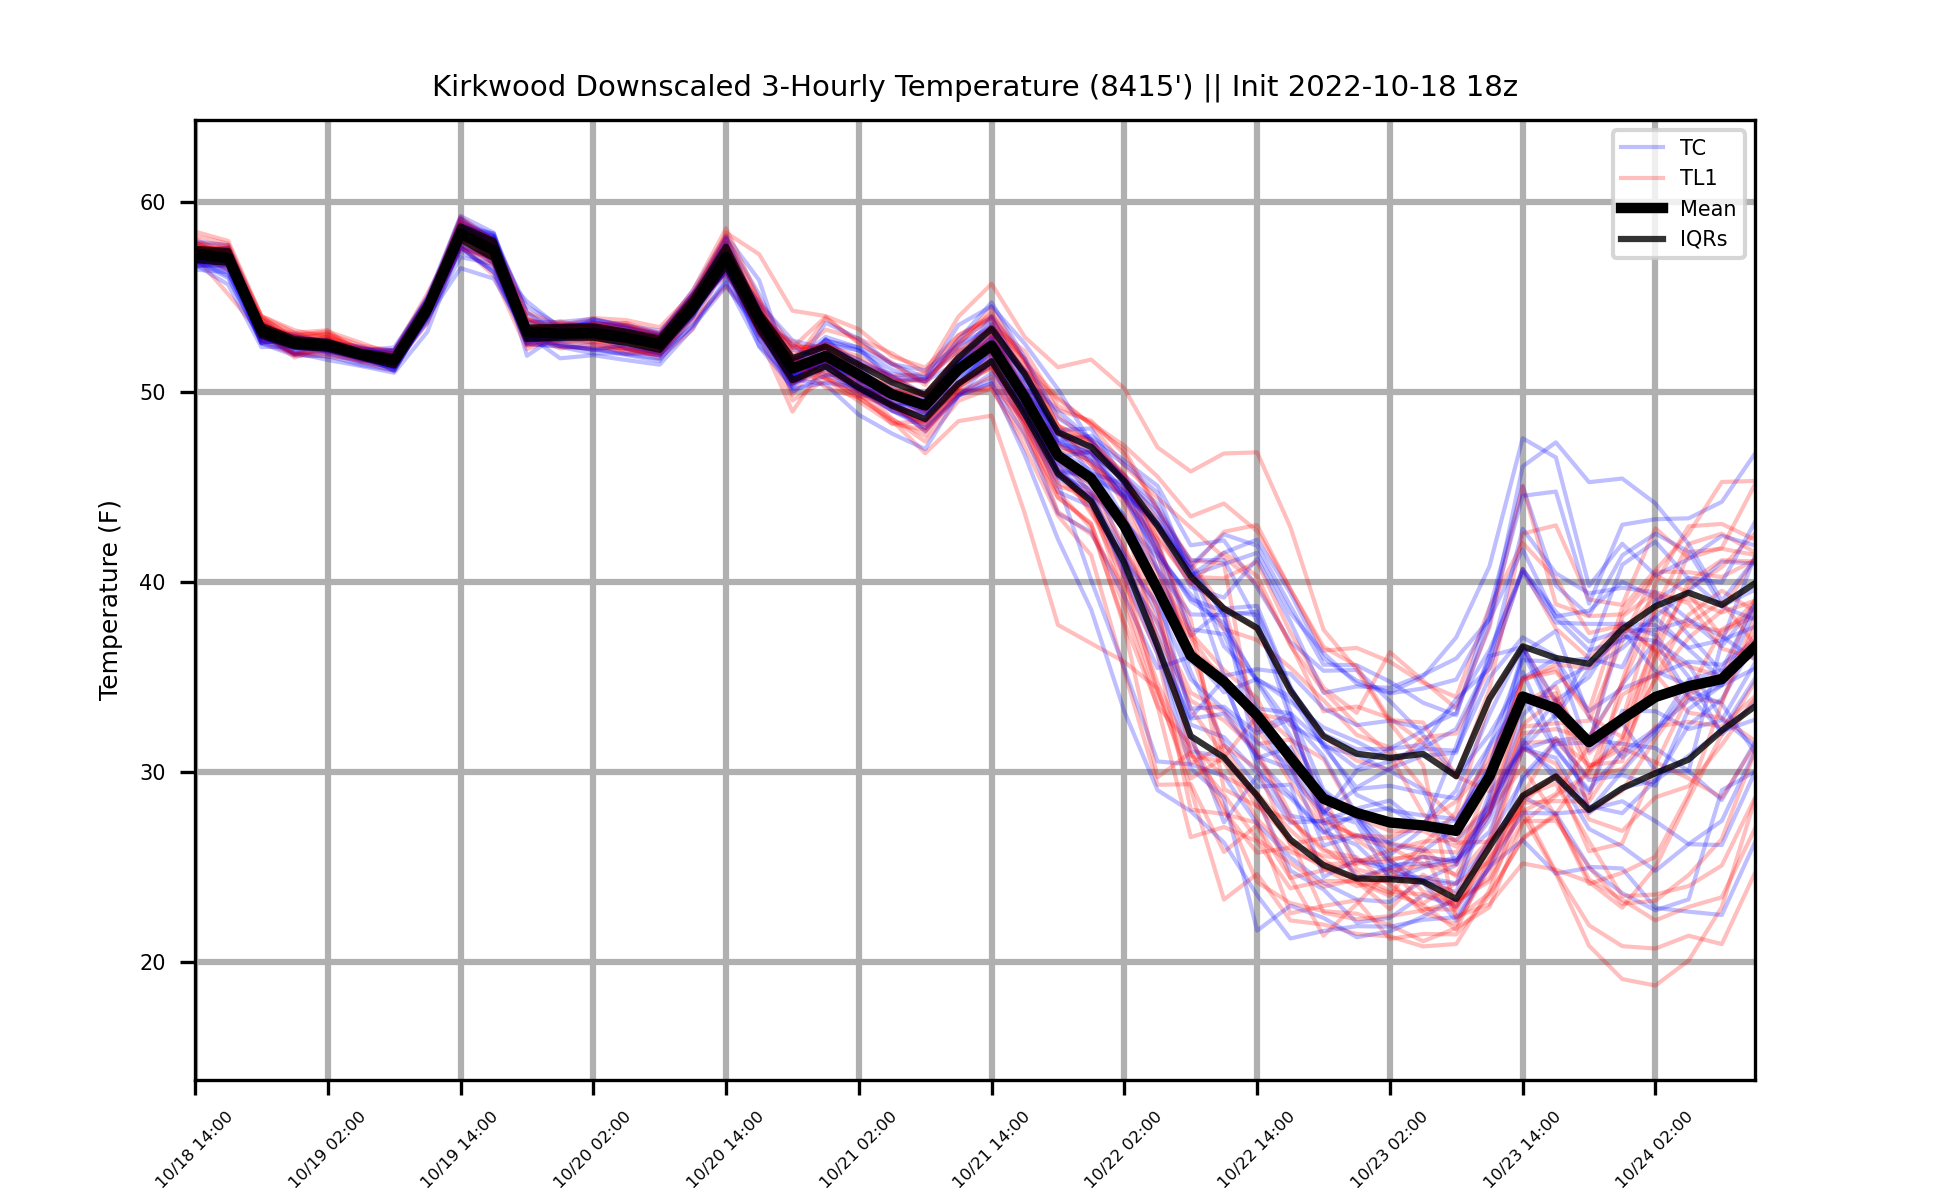 Kirkwood Downscaled 3-Hourly Temperature (8415') || Init 2022-10-18 18z
TC
TL1
Mean
IQRs
Temperature (F)
60
50
40
30
20
10/18 14:00
10/19 02:00
10/19 14:00
10/20 02:00
10/20 14:00
10/21 02:00
10/21 14:00
10/22 02:00
10/22 14:00
10/23 02:00
10/23 14:00
10/24 02:00